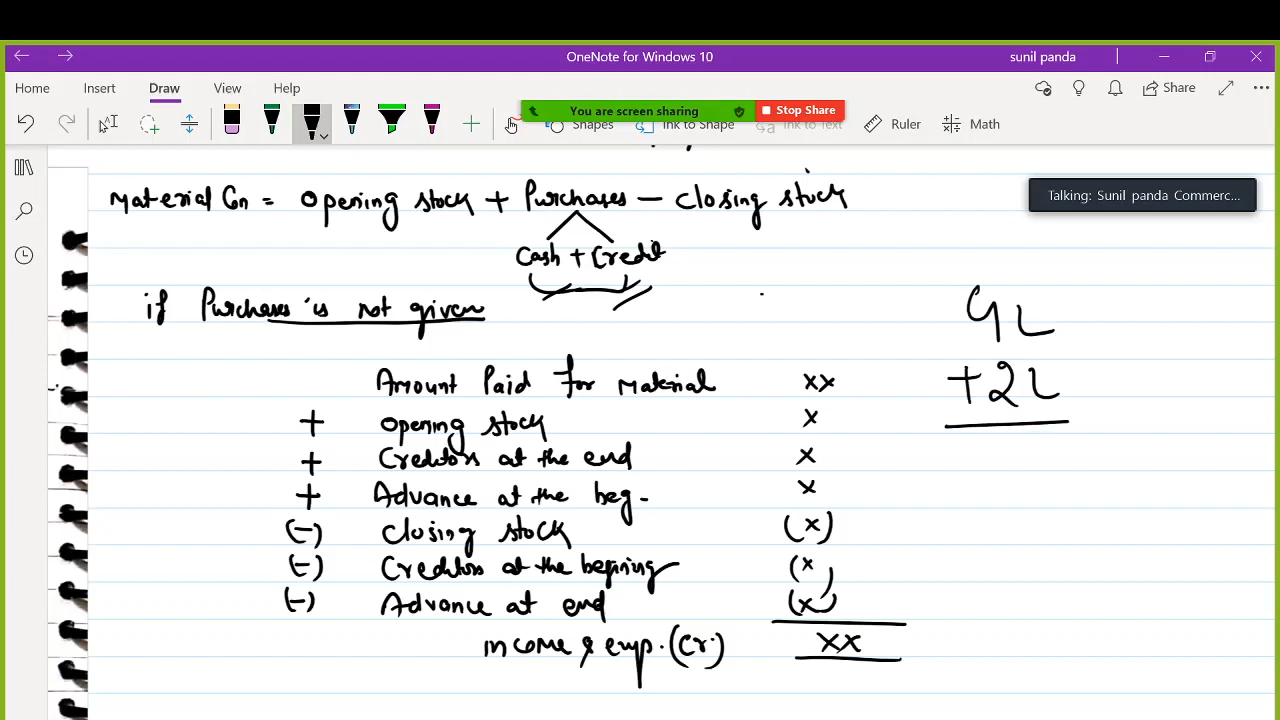 OneNote for Windows 10
sunil panda
Home Insert Draw View Help
Share
You are screen sharing
Stop Share
Shapes Ink to Shape Ink to Text Ruler Math
Talking: Sunil panda Commerc...
Material Con = opening stock + Purchases - closing stock
Cash + Credit
if Purchases is not given
9L
Amount Paid for material xx
+2L
+ opening stock x
+ Creditors at the end x
+ Advance at the beg - x
(-) closing stock (x)
(-) Creditors at the begining (x)
(-) Advance at end (x)
income & exp. (Cr.) xx